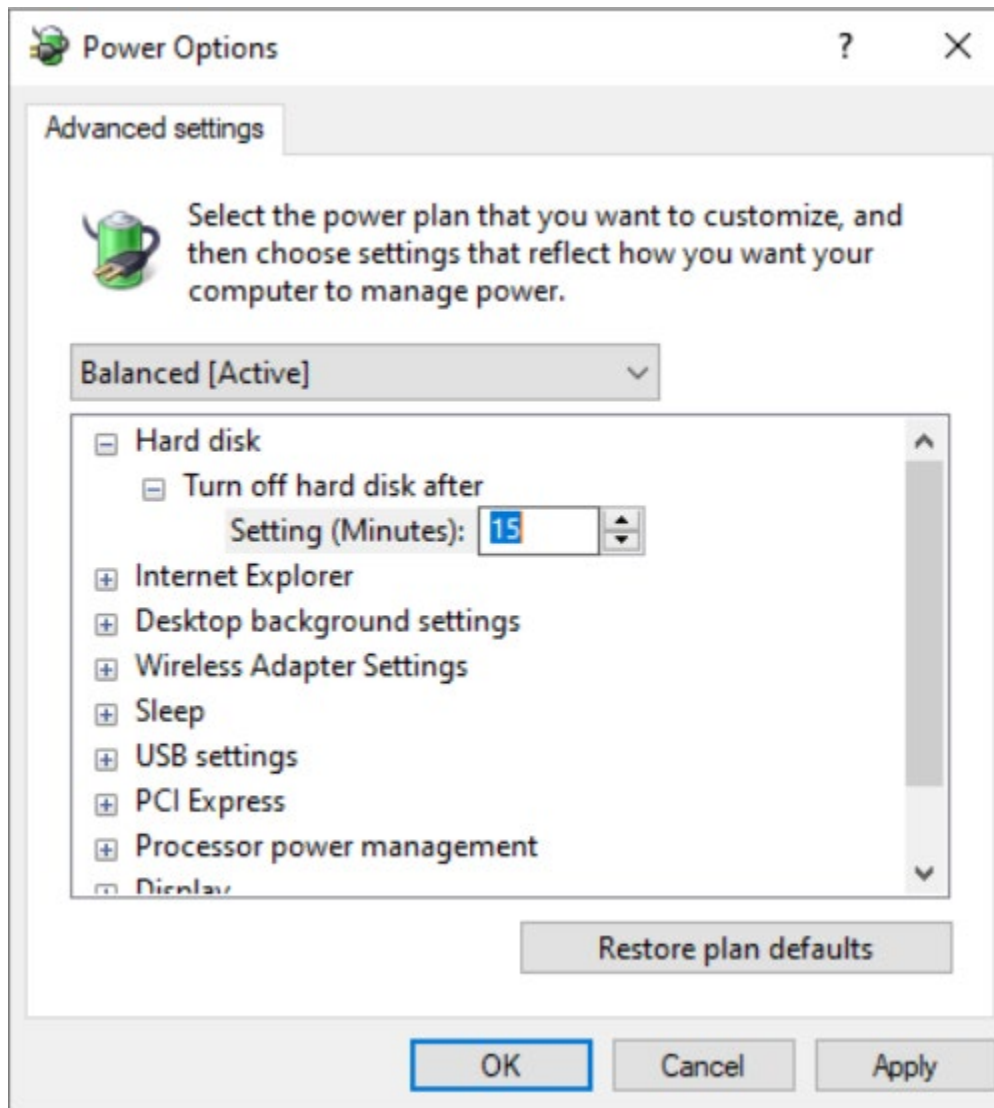 Power Options
Advanced settings
Select the power plan that you want to customize, and
then choose settings that reflect how you want your
computer to manage power.
Balanced [Active]
Hard disk
Turn off hard disk after
Setting (Minutes): 15
Internet Explorer
Desktop background settings
Wireless Adapter Settings
Sleep
USB settings
PCI Express
Processor power management
Display
Restore plan defaults
OK Cancel Apply